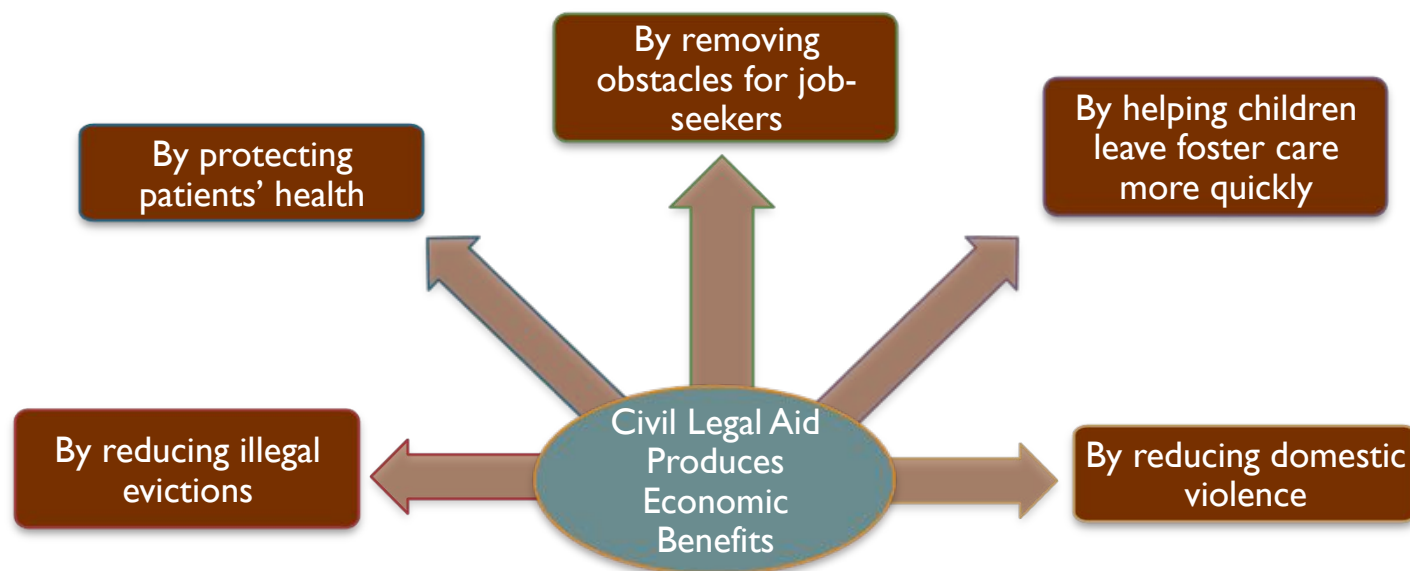 By removing
obstacles for job-
seekers
By helping children
leave foster care
more quickly
By protecting
patients’ health
By reducing illegal
evictions
Civil Legal Aid
Produces
Economic
Benefits
By reducing domestic
violence